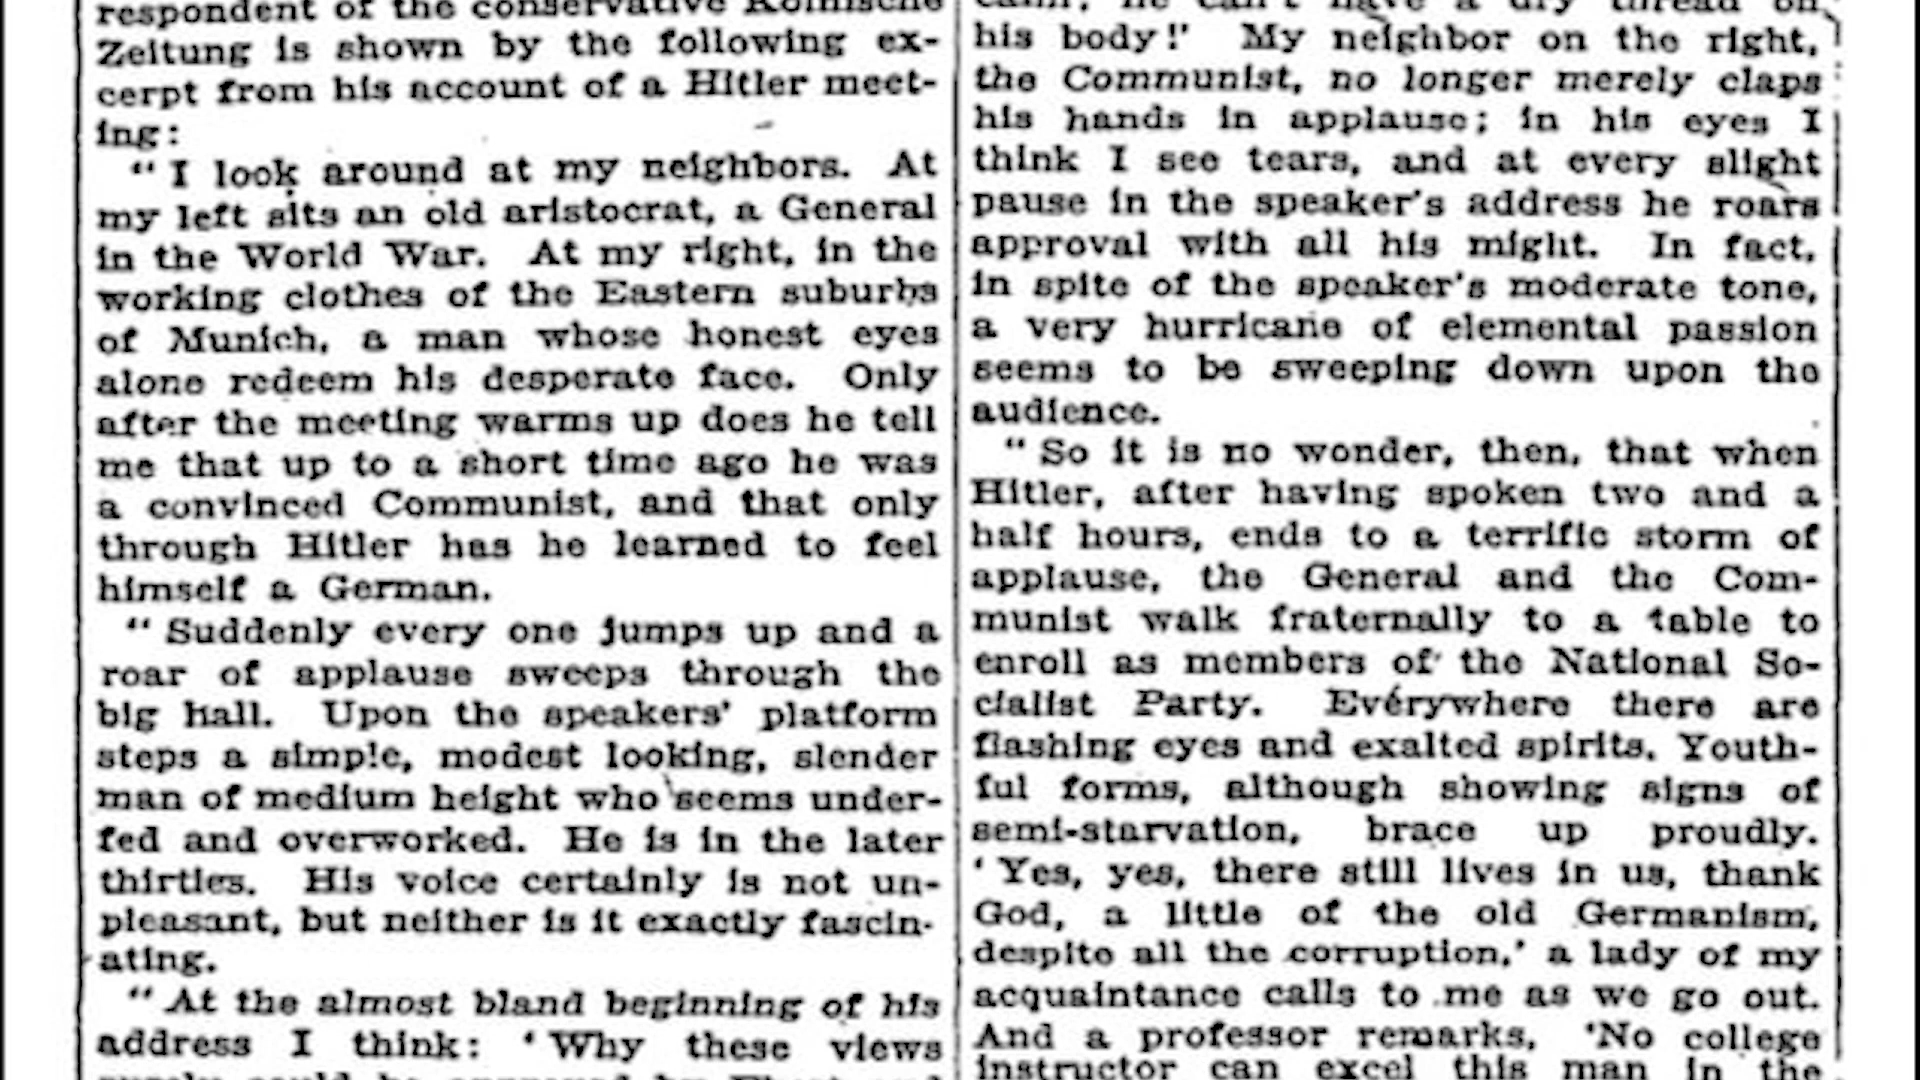 respondent of the conservative Kölnische
Zeitung is shown by the following ex-
cerpt from his account of a Hitler meet-
ing:
"I look around at my neighbors. At
my left sits an old aristocrat, a General
in the World War. At my right, in the
working clothes of the Eastern suburbs
of Munich, a man whose honest eyes
alone redeem his desperate face. Only
after the meeting warms up does he tell
me that up to a short time ago he was
a convinced Communist, and that only
through Hitler has he learned to feel
himself a German.
"Suddenly every one jumps up and a
roar of applause sweeps through the
big hall. Upon the speakers' platform
steps a simple, modest looking, slender
man of medium height who seems under-
fed and overworked. He is in the later
thirties. His voice certainly is not un-
pleasant, but neither is it exactly fascin-
ating.
"At the almost bland beginning of his
address I think: 'Why these views
he can't have a dry thread on
his body!' My neighbor on the right,
the Communist, no longer merely claps
his hands in applause; in his eyes I
think I see tears, and at every slight
pause in the speaker's address he roars
approval with all his might. In fact,
in spite of the speaker's moderate tone,
a very hurricane of elemental passion
seems to be sweeping down upon the
audience.
"So it is no wonder, then, that when
Hitler, after having spoken two and a
half hours, ends to a terrific storm of
applause, the General and the Com-
munist walk fraternally to a table to
enroll as members of the National So-
cialist Party. Everywhere there are
flashing eyes and exalted spirits. Youth-
ful forms, although showing signs of
semi-starvation, brace up proudly.
'Yes, yes, there still lives in us, thank
God, a little of the old Germanism,
despite all the corruption,' a lady of my
acquaintance calls to me as we go out.
And a professor remarks, 'No college
instructor can excel this man in the